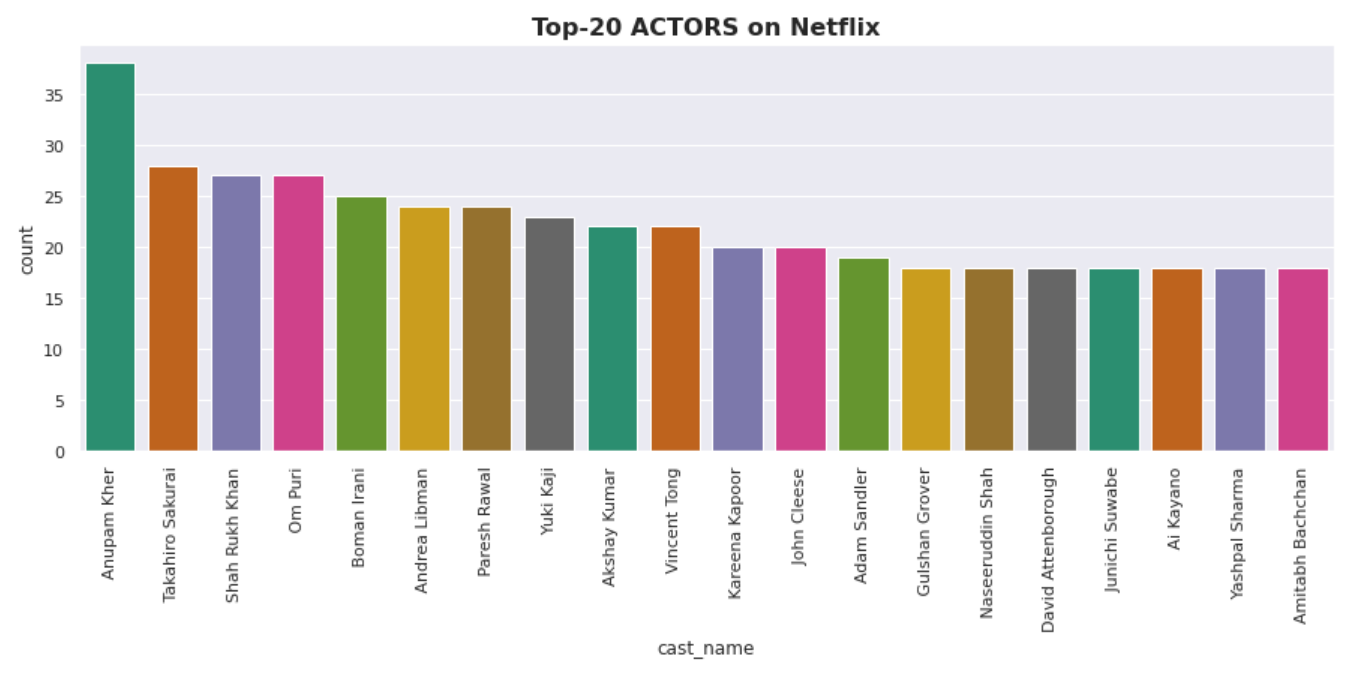 Top-20 ACTORS on Netflix
count
35
30
25
20
15
10
5
0
Anupam Kher
Takahiro Sakurai
Shah Rukh Khan
Om Puri
Boman Irani
Andrea Libman
Paresh Rawal
Yuki Kaji
Akshay Kumar
Vincent Tong
Kareena Kapoor
John Cleese
Adam Sandler
Gulshan Grover
Naseeruddin Shah
David Attenborough
Junichi Suwabe
Ai Kayano
Yashpal Sharma
Amitabh Bachchan
cast_name